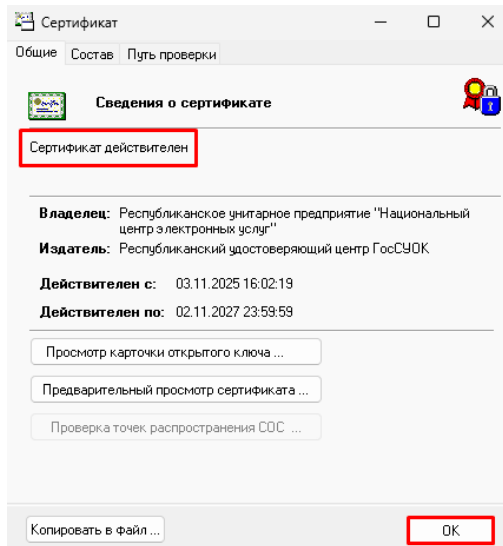 Сертификат
Общие Состав Путь проверки
Сведения о сертификате
Сертификат действителен
Владелец: Республиканское унитарное предприятие "Национальный
центр электронных услуг"
Издатель: Республиканский удостоверяющий центр ГосСУОК
Действителен с: 03.11.2025 16:02:19
Действителен по: 02.11.2027 23:59:59
Просмотр карточки открытого ключа ...
Предварительный просмотр сертификата ...
Проверка точек распространения СОС ...
Копировать в файл ...
OK